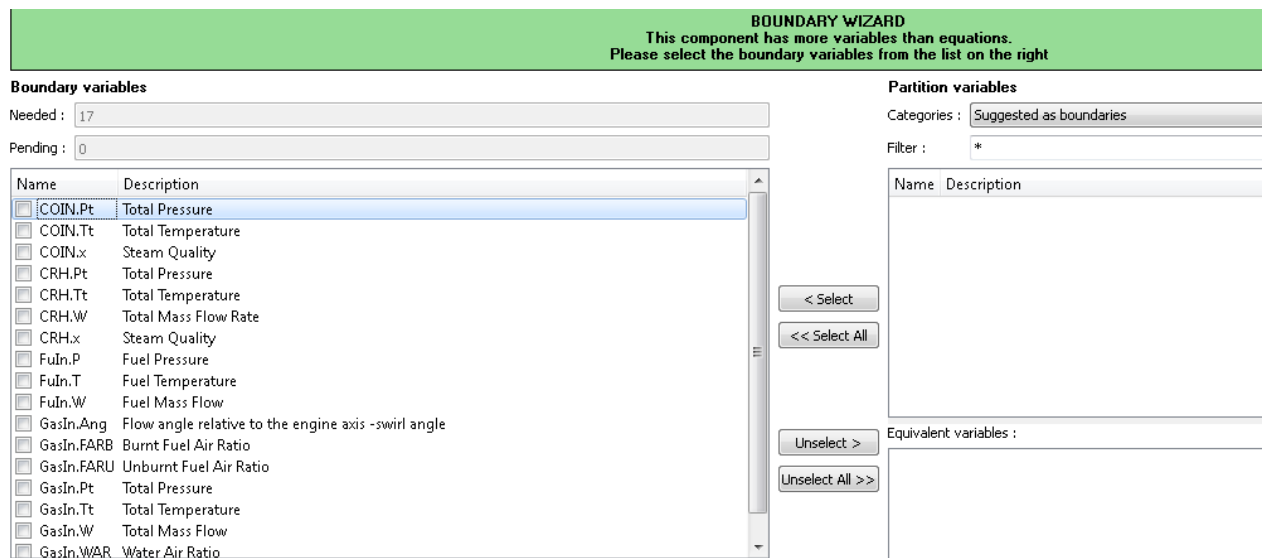 BOUNDARY WIZARD
This component has more variables than equations.
Please select the boundary variables from the list on the right
Boundary variables
Needed : 17
Pending : 0
Name Description
COIN.Pt Total Pressure
COIN.Tt Total Temperature
COIN.x Steam Quality
CRH.Pt Total Pressure
CRH.Tt Total Temperature
CRH.W Total Mass Flow Rate
CRH.x Steam Quality
FuIn.P Fuel Pressure
FuIn.T Fuel Temperature
FuIn.W Fuel Mass Flow
GasIn.Ang Flow angle relative to the engine axis -swirl angle
GasIn.FARB Burnt Fuel Air Ratio
GasIn.FARU Unburnt Fuel Air Ratio
GasIn.Pt Total Pressure
GasIn.Tt Total Temperature
GasIn.W Total Mass Flow
GasIn.WAR Water Air Ratio
< Select
<< Select All
Unselect >
Unselect All >>
Partition variables
Categories : Suggested as boundaries
Filter : *
Name Description
Equivalent variables :